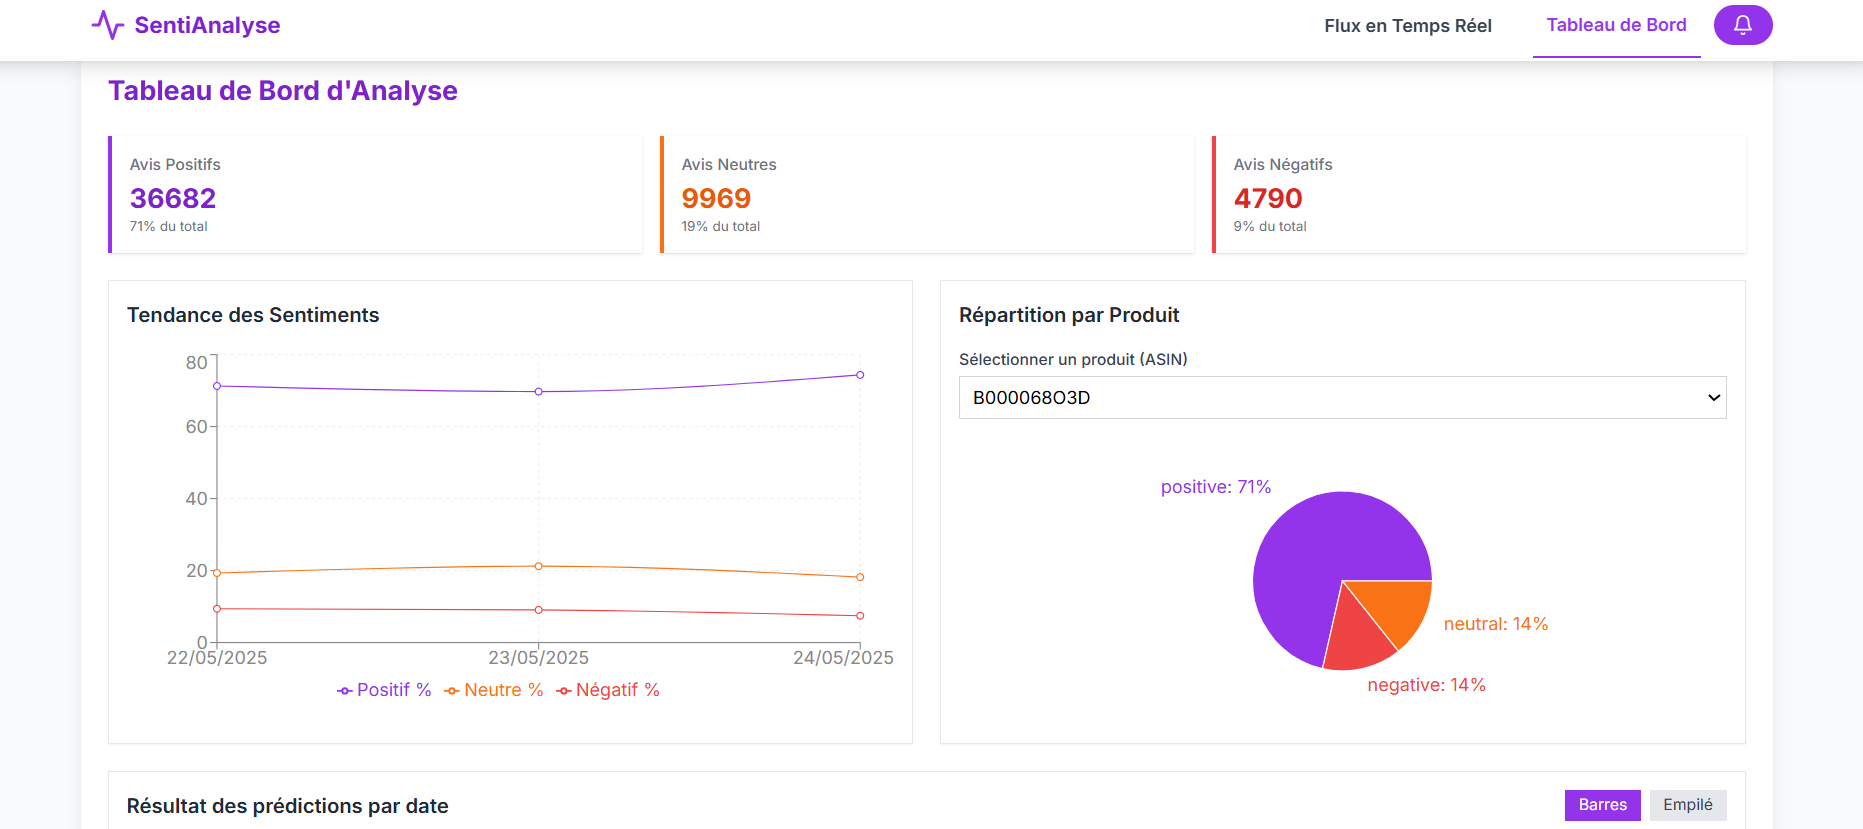 SentiAnalyse
Flux en Temps Réel
Tableau de Bord
Tableau de Bord d'Analyse
Avis Positifs
36682
71% du total
Avis Neutres
9969
19% du total
Avis Négatifs
4790
9% du total
Tendance des Sentiments
80
60
40
20
0
22/05/2025
23/05/2025
24/05/2025
Positif %
Neutre %
Négatif %
Répartition par Produit
Sélectionner un produit (ASIN)
B000068O3D
positive: 71%
neutral: 14%
negative: 14%
Résultat des prédictions par date
Barres
Empilé